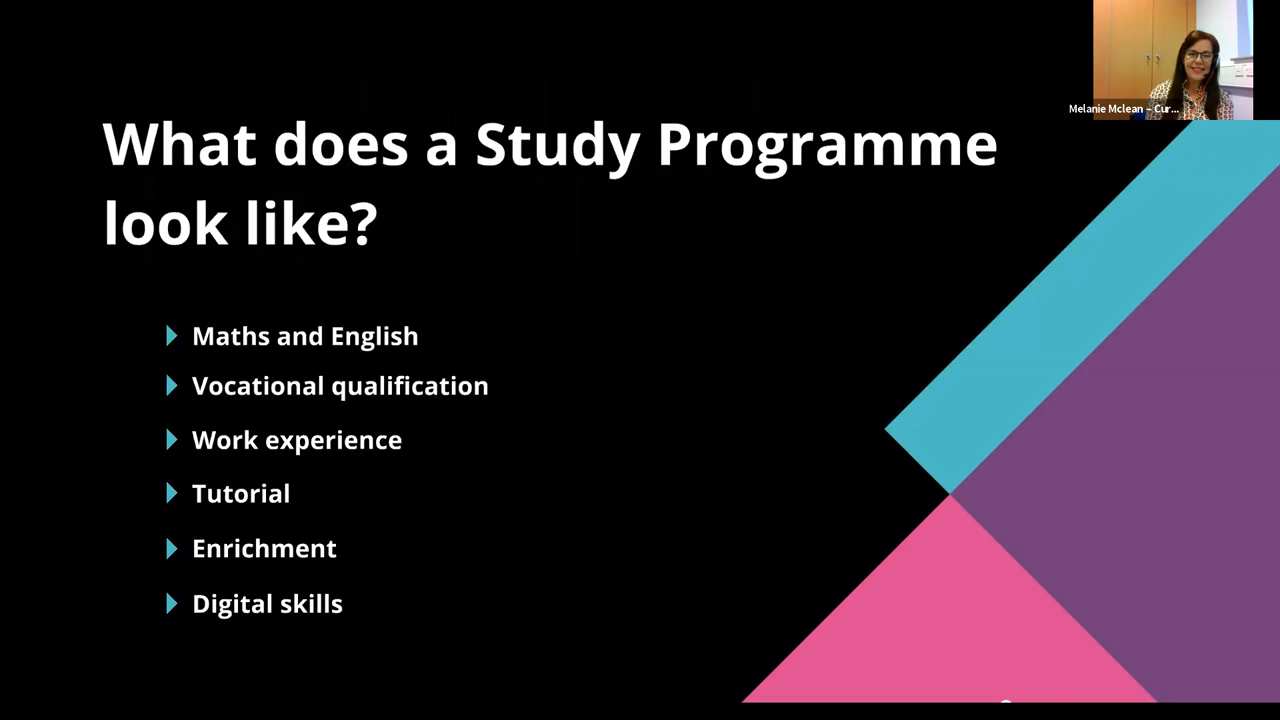 Melanie Mclean – Cur...
What does a Study Programme
look like?
Maths and English
Vocational qualification
Work experience
Tutorial
Enrichment
Digital skills